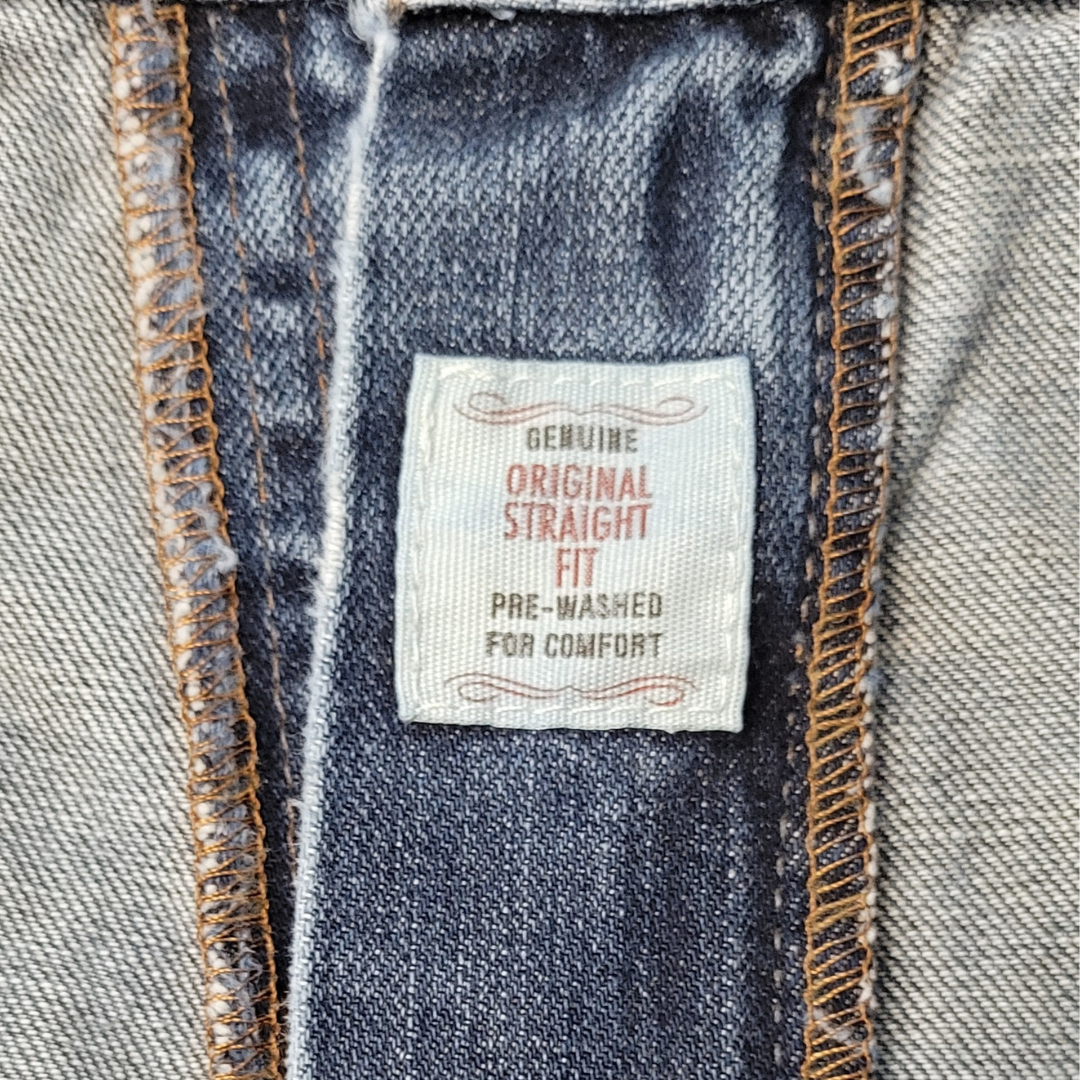 GENUINE
ORIGINAL
STRAIGHT
FIT
PRE-WASHED
FOR COMFORT